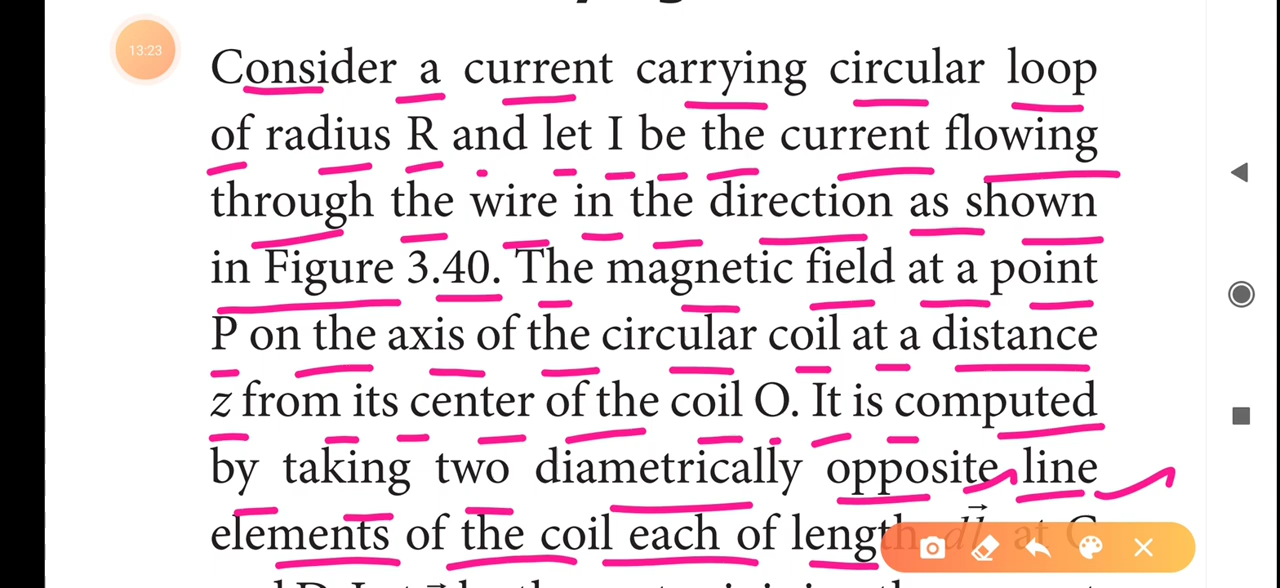 13:23
Consider a current carrying circular loop
of radius R and let I be the current flowing
through the wire in the direction as shown
in Figure 3.40. The magnetic field at a point
P on the axis of the circular coil at a distance
z from its center of the coil O. It is computed
by taking two diametrically opposite line
elements of the coil each of length